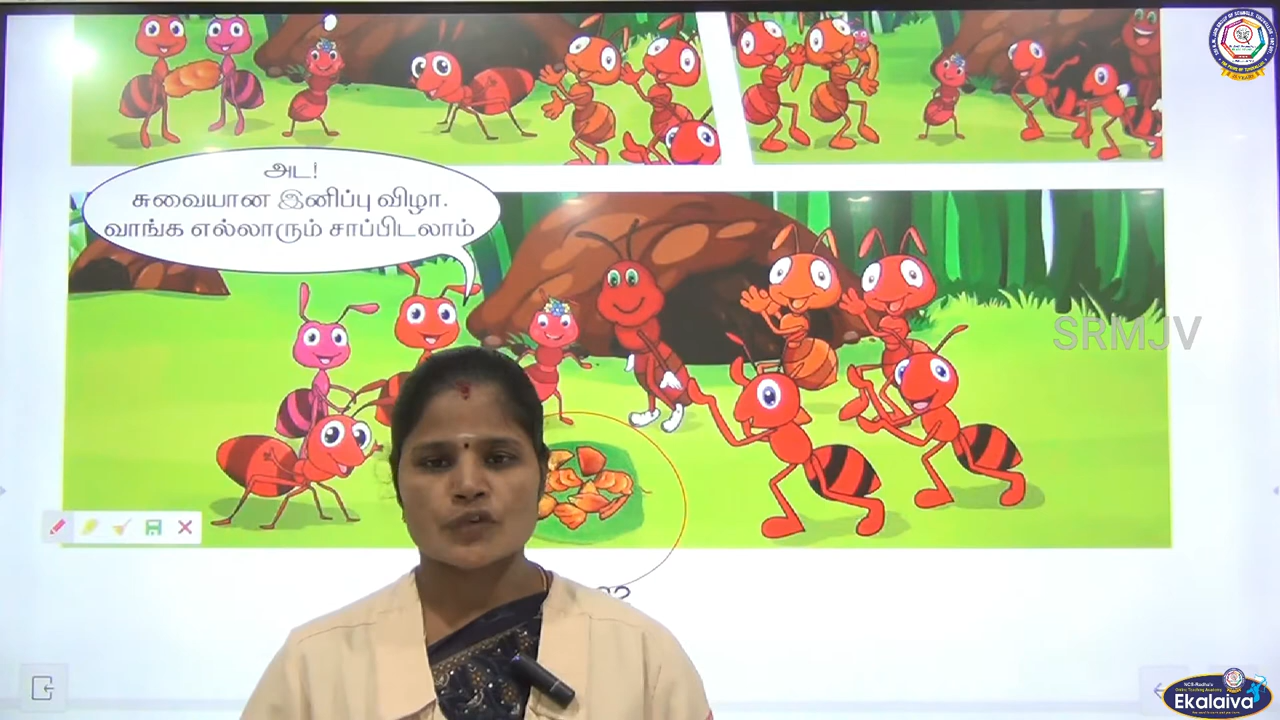 அட!
சுவையான இனிப்பு விழா.
வாங்க எல்லாரும் சாப்பிடலாம்
SRMJV
Ekalaiva